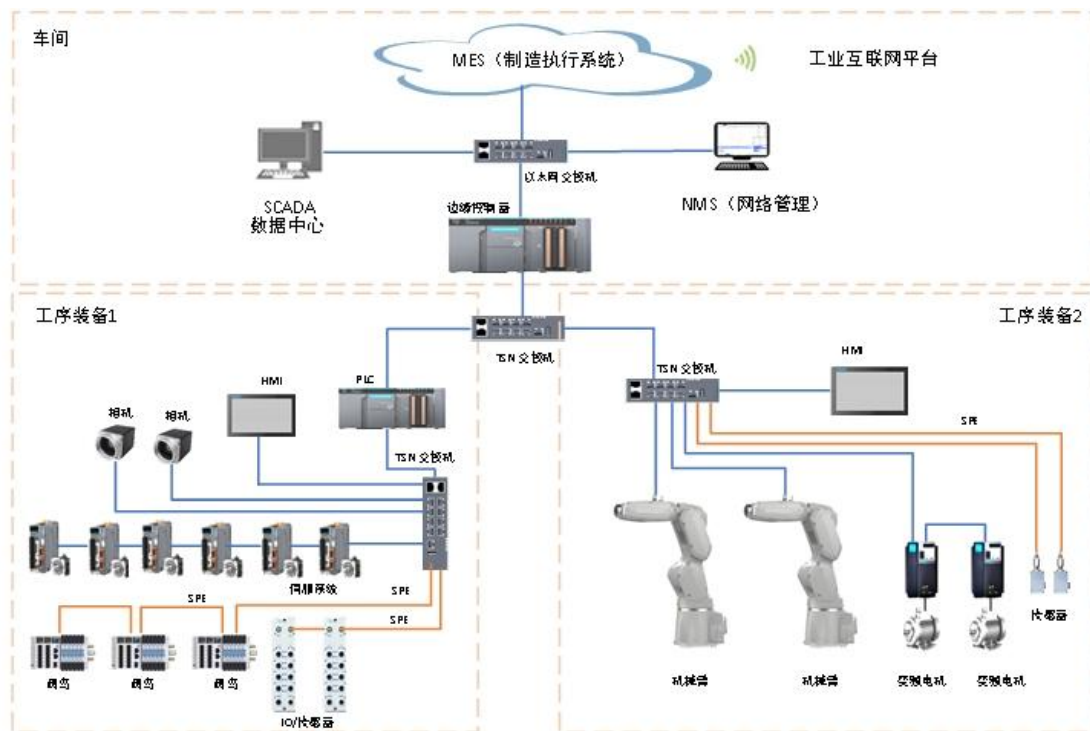 车间
MES（制造执行系统）
工业互联网平台
以太网交换机
SCADA
数据中心
边缘控制器
NMS（网络管理）
工序装备1
工序装备2
TSN交换机
HMI
PLC
相机
相机
TSN交换机
伺服系统
SPE
SPE
SPE
阀岛
阀岛
阀岛
IO/传感器
TSN交换机
HMI
SPE
机械臂
机械臂
变频电机
变频电机
传感器